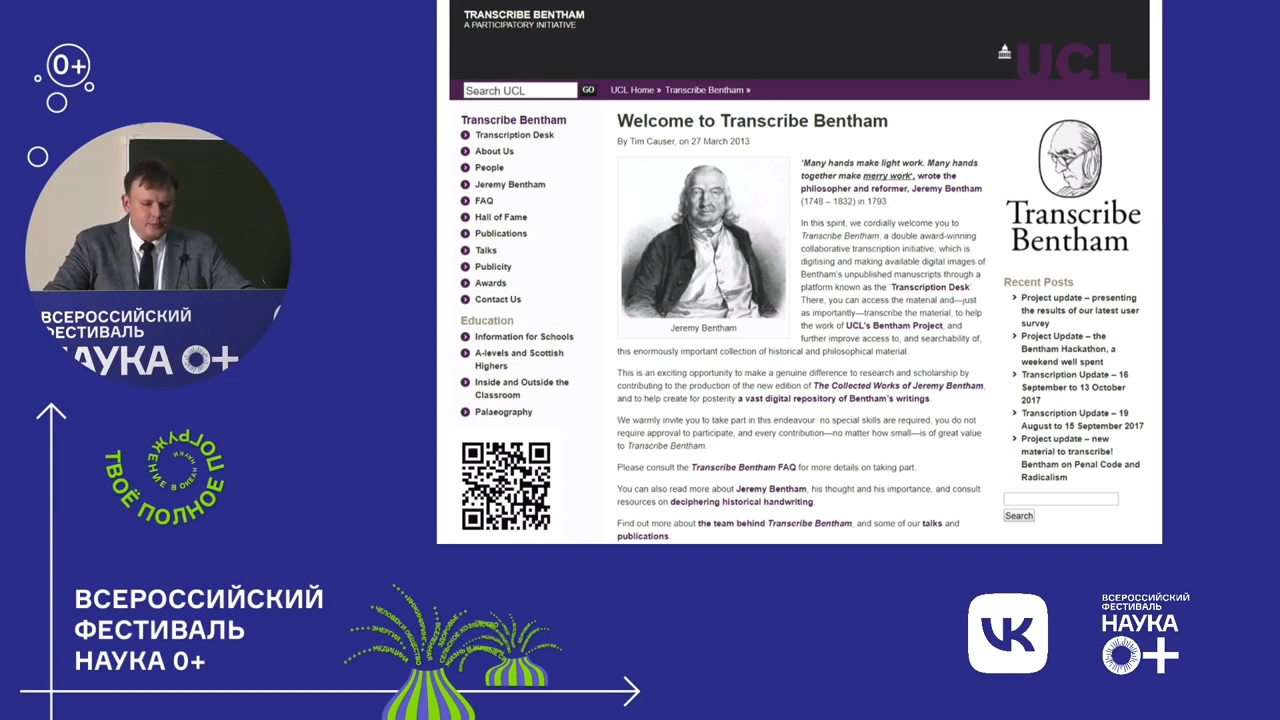 0+
TRANSCRIBE BENTHAM
A PARTICIPATORY INITIATIVE
UCL
Search UCL
GO
UCL Home » Transcribe Bentham »
Transcribe Bentham
Transcription Desk
About Us
People
Jeremy Bentham
FAQ
Hall of Fame
Publications
Talks
Publicity
Awards
Contact Us
Education
Information for Schools
A-levels and Scottish
Highers
Inside and Outside the
Classroom
Palaeography
Welcome to Transcribe Bentham
By Tim Causer, on 27 March 2013
Jeremy Bentham
'Many hands make light work. Many hands
together make merry work', wrote the
philosopher and reformer, Jeremy Bentham
(1748 – 1832) in 1793.
In this spirit, we cordially welcome you to
Transcribe Bentham, a double award-winning
collaborative transcription initiative, which is
digitising and making available digital images of
Bentham's unpublished manuscripts through a
platform known as the 'Transcription Desk'.
There, you can access the material and—just
as importantly—transcribe the material, to help
the work of UCL's Bentham Project, and
further improve access to, and searchability of,
this enormously important collection of historical and philosophical material.
This is an exciting opportunity to make a genuine difference to research and scholarship by
contributing to the production of the new edition of The Collected Works of Jeremy Bentham,
and to help create for posterity a vast digital repository of Bentham's writings.
We warmly invite you to take part in this endeavour: no special skills are required, you do not
require approval to participate, and every contribution—no matter how small—is of great value
to Transcribe Bentham.
Please consult the Transcribe Bentham FAQ for more details on taking part.
You can also read more about Jeremy Bentham, his thought and his importance, and consult
resources on deciphering historical handwriting.
Find out more about the team behind Transcribe Bentham, and some of our talks and
publications.
Transcribe
Bentham
Recent Posts
Project update – presenting
the results of our latest user
survey
Project Update – the
Bentham Hackathon, a
weekend well spent
Transcription Update – 16
September to 13 October
2017
Transcription Update – 19
August to 15 September 2017
Project update – new
material to transcribe!
Bentham on Penal Code and
Radicalism
Search
ВСЕРОССИЙСКИЙ
ФЕСТИВАЛЬ
НАУКА 0+
ТВОЁ ПОЛНОЕ ПОГРУЖЕНИЕ В ОКЕАН НАУКИ
ВСЕРОССИЙСКИЙ
ФЕСТИВАЛЬ
НАУКА 0+
МЕДИЦИНА
ЭНЕРГИЯ
ЧЕЛОВЕК И ОБЩЕСТВО
VK
ВСЕРОССИЙСКИЙ
ФЕСТИВАЛЬ
НАУКА
0+